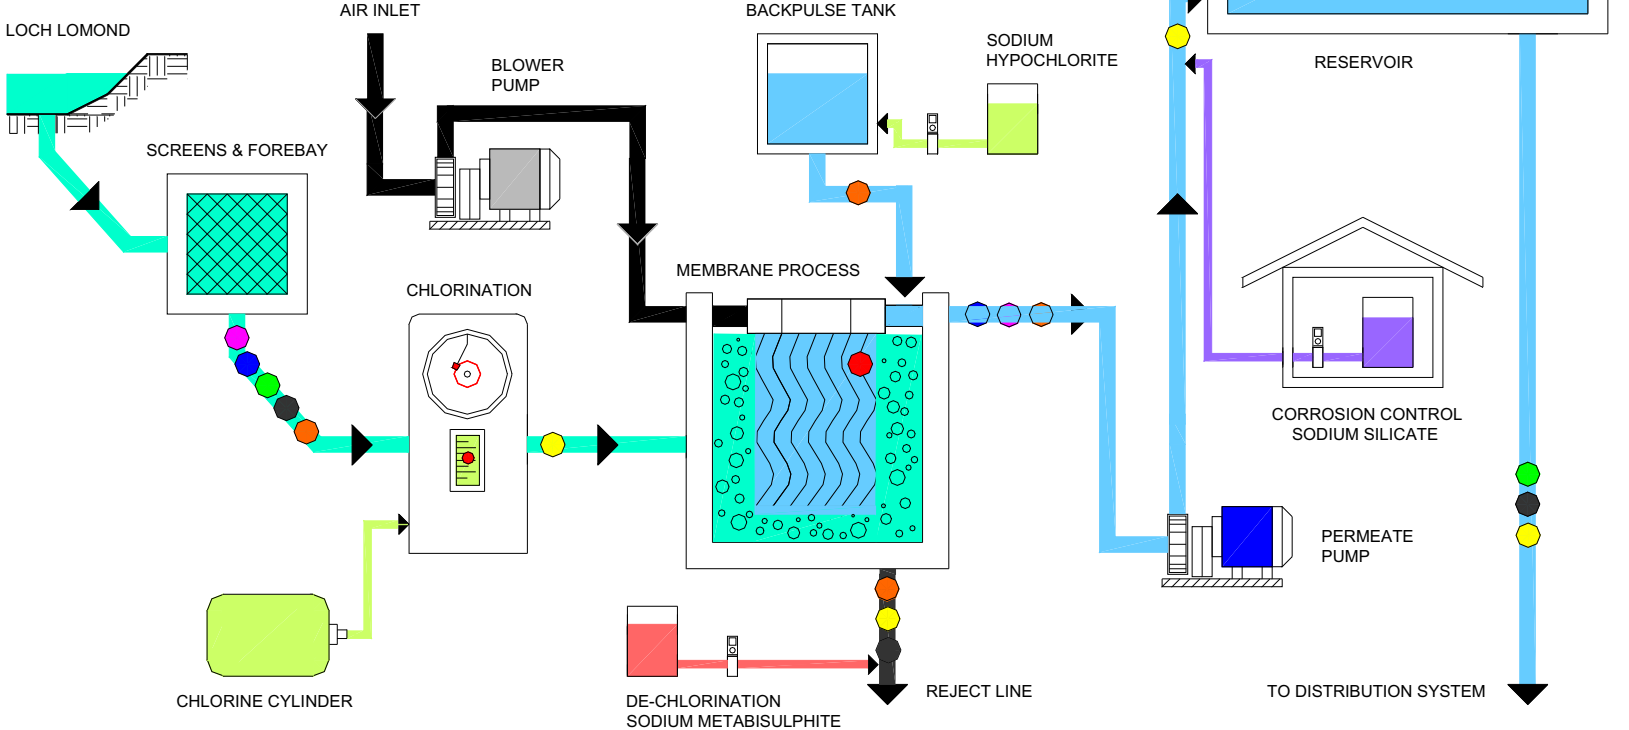 AIR INLET
BACKPULSE TANK
LOCH LOMOND
SODIUM
HYPOCHLORITE
BLOWER
PUMP
RESERVOIR
SCREENS & FOREBAY
MEMBRANE PROCESS
CHLORINATION
CORROSION CONTROL
SODIUM SILICATE
PERMEATE
PUMP
CHLORINE CYLINDER
DE-CHLORINATION
SODIUM METABISULPHITE
REJECT LINE
TO DISTRIBUTION SYSTEM